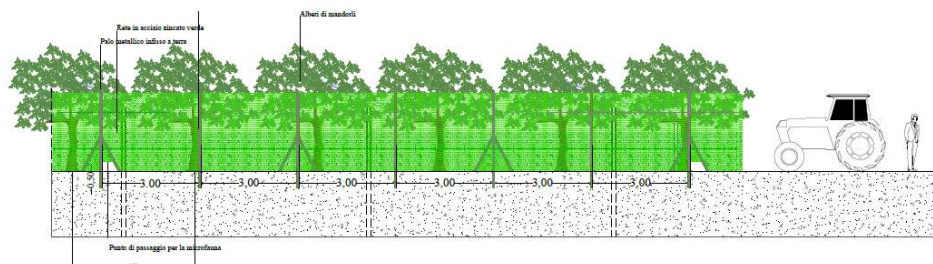 Alberi di mandorli
Rete in acciaio zincato verde
Palo metallico infisso a terra
0,50
3,00 3,00 3,00 3,00 3,00 3,00
Punto di passaggio per la microfauna